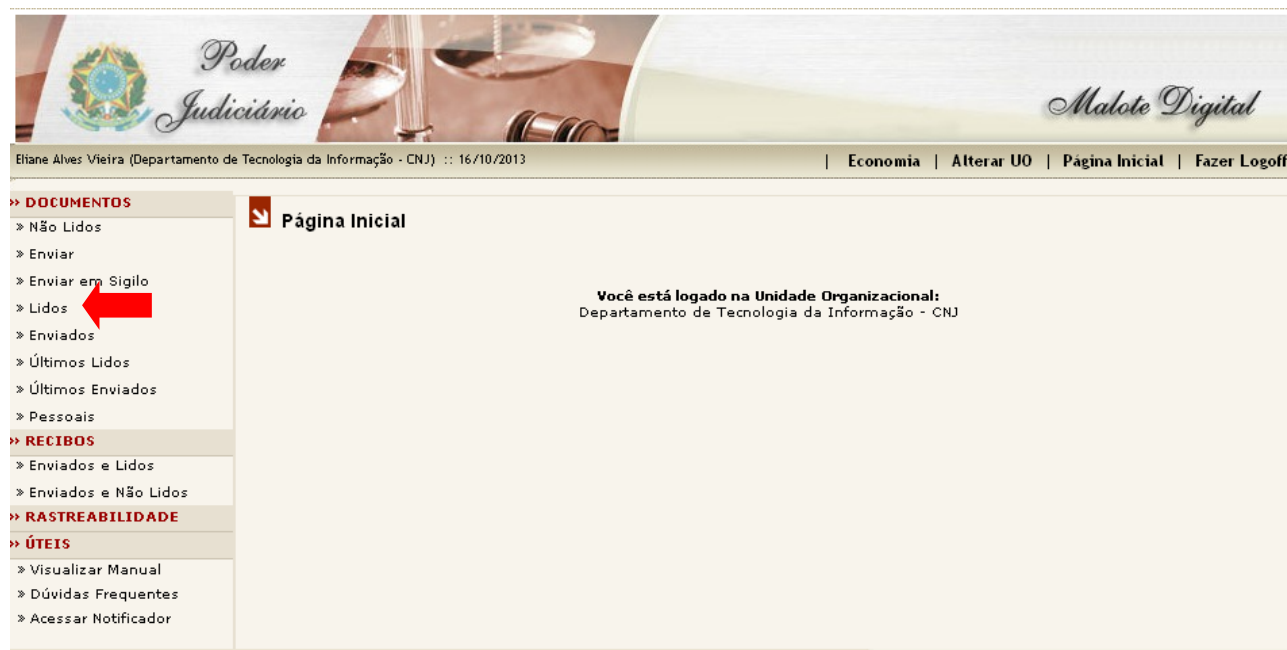 Poder
Judiciário
Malote Digital
Eliane Alves Vieira (Departamento de Tecnologia da Informação - CNJ) :: 16/10/2013
| Economia | Alterar UO | Página Inicial | Fazer Logoff
» DOCUMENTOS
» Não Lidos
» Enviar
» Enviar em Sigilo
» Lidos
» Enviados
» Últimos Lidos
» Últimos Enviados
» Pessoais
» RECIBOS
» Enviados e Lidos
» Enviados e Não Lidos
» RASTREABILIDADE
» ÚTEIS
» Visualizar Manual
» Dúvidas Frequentes
» Acessar Notificador
Página Inicial
Você está logado na Unidade Organizacional:
Departamento de Tecnologia da Informação - CNJ